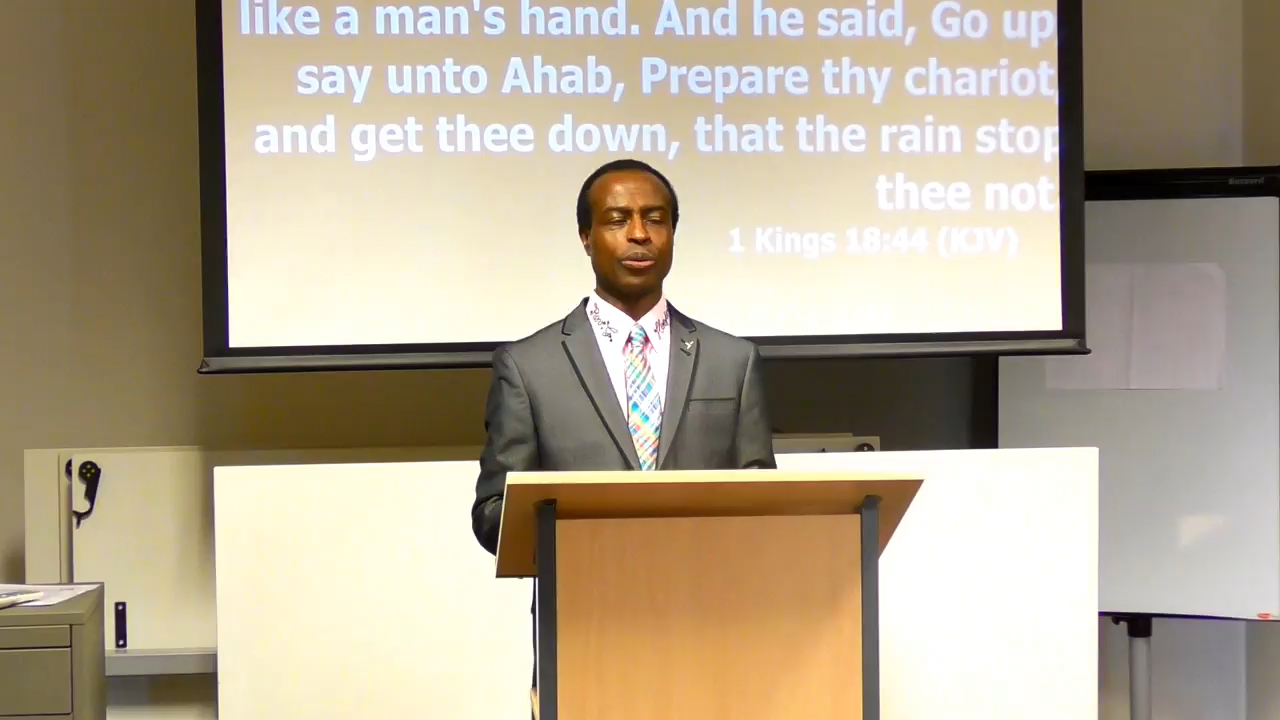 like a man's hand. And he said, Go up,
say unto Ahab, Prepare thy chariot,
and get thee down, that the rain stop
thee not
1 Kings 18:44 (KJV)